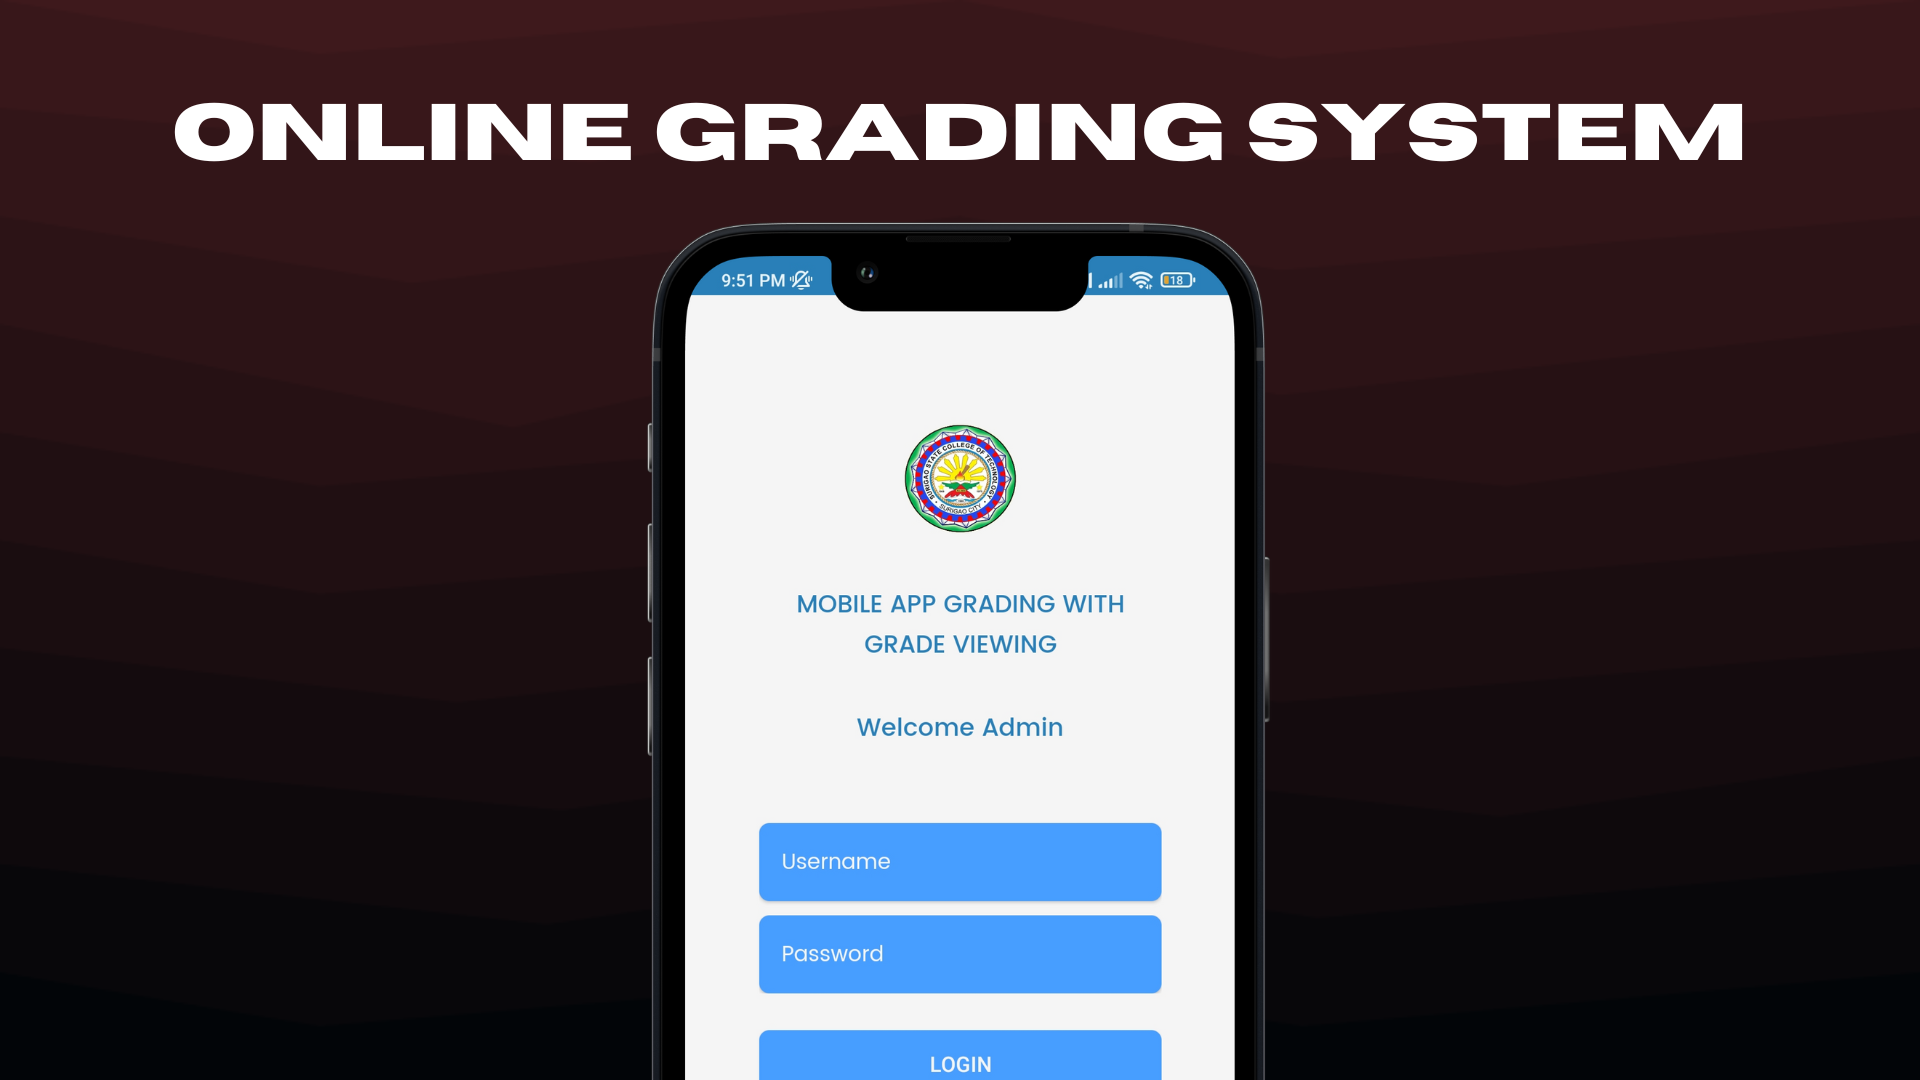 ONLINE GRADING SYSTEM
9:51 PM
18
SURIGAO STATE COLLEGE OF TECHNOLOGY
SURIGAO CITY
MOBILE APP GRADING WITH
GRADE VIEWING
Welcome Admin
Username
Password
LOGIN